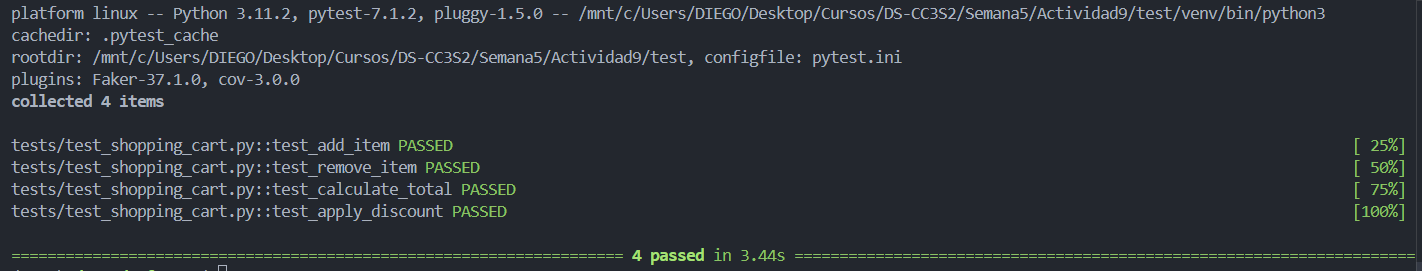 platform linux -- Python 3.11.2, pytest-7.1.2, pluggy-1.5.0 -- /mnt/c/Users/DIEGO/Desktop/Cursos/DS-CC3S2/Semana5/Actividad9/test/venv/bin/python3
cachedir: .pytest_cache
rootdir: /mnt/c/Users/DIEGO/Desktop/Cursos/DS-CC3S2/Semana5/Actividad9/test, configfile: pytest.ini
plugins: Faker-37.1.0, cov-3.0.0
collected 4 items
tests/test_shopping_cart.py::test_add_item PASSED [ 25%]
tests/test_shopping_cart.py::test_remove_item PASSED [ 50%]
tests/test_shopping_cart.py::test_calculate_total PASSED [ 75%]
tests/test_shopping_cart.py::test_apply_discount PASSED [100%]
==================================================================== 4 passed in 3.44s =====================================================================